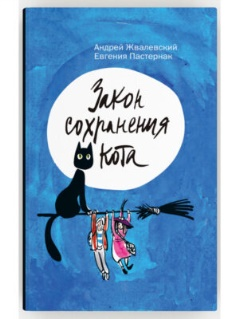 Андрей Жвалевский
Евгения Пастернак
Закон
сохранения
кота